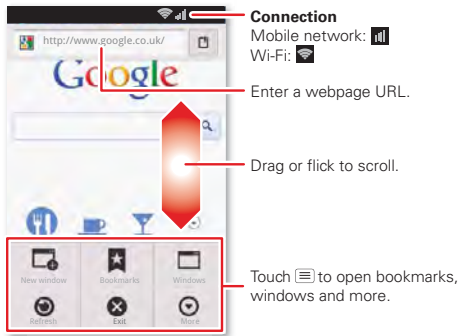 Connection
Mobile network:
Wi-Fi:
http://www.google.co.uk/
Google
Enter a webpage URL.
Drag or flick to scroll.
New window
Bookmarks
Windows
Refresh
Exit
More
Touch to open bookmarks,
windows and more.